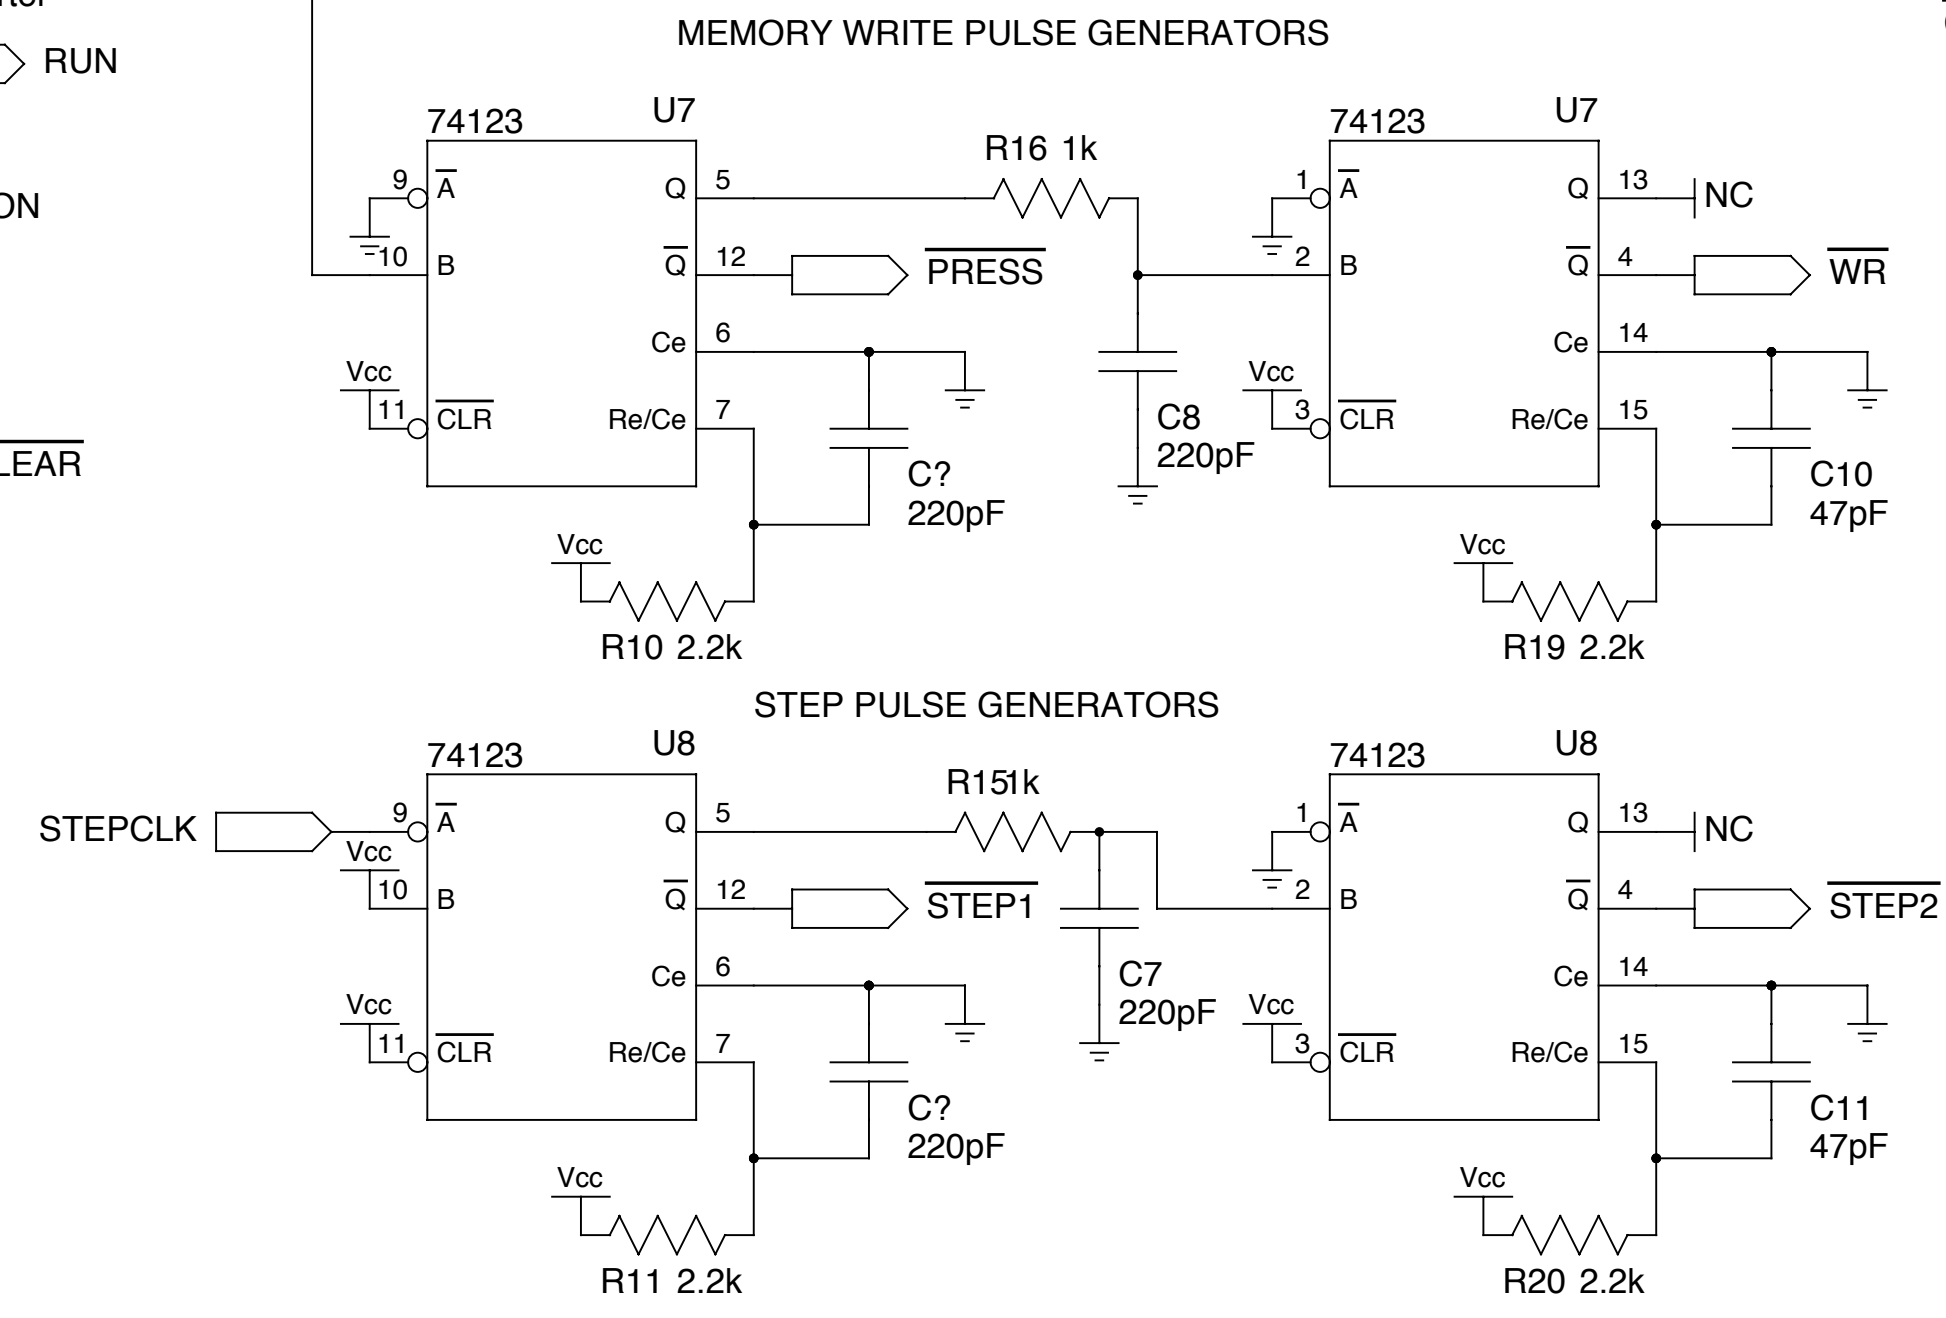 RUN
ON
LEAR
MEMORY WRITE PULSE GENERATORS
74123 U7
9 A
10 B
Vcc
11 CLR
Q 5
Q 12
PRESS
Ce 6
Re/Ce 7
C?
220pF
Vcc
R10 2.2k
R16 1k
C8
220pF
74123 U7
1 A
2 B
Vcc
3 CLR
Q 13 NC
Q 4
WR
Ce 14
Re/Ce 15
C10
47pF
Vcc
R19 2.2k
STEP PULSE GENERATORS
74123 U8
STEPCLK
9 A
Vcc
10 B
Vcc
11 CLR
Q 5
Q 12
STEP1
Ce 6
Re/Ce 7
C?
220pF
Vcc
R11 2.2k
R15 1k
C7
220pF
74123 U8
1 A
2 B
Vcc
3 CLR
Q 13 NC
Q 4
STEP2
Ce 14
Re/Ce 15
C11
47pF
Vcc
R20 2.2k